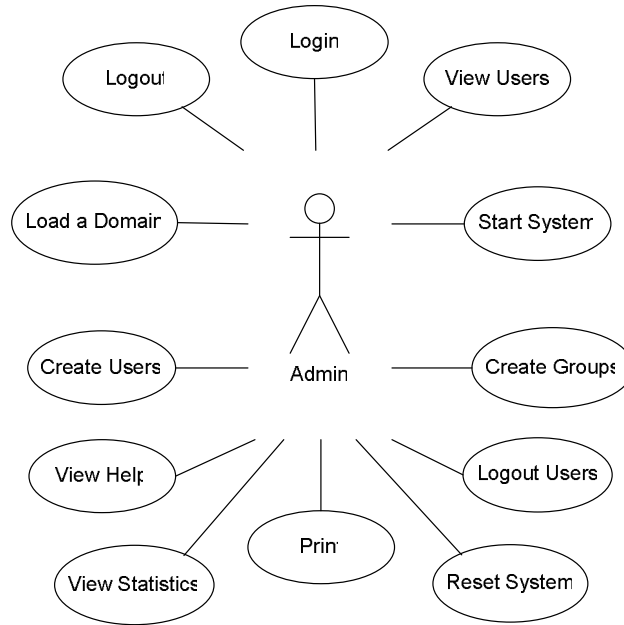 Login
Logout
View Users
Load a Domain
Start System
Create Users
Create Groups
Admin
View Help
Logout Users
Print
View Statistics
Reset System